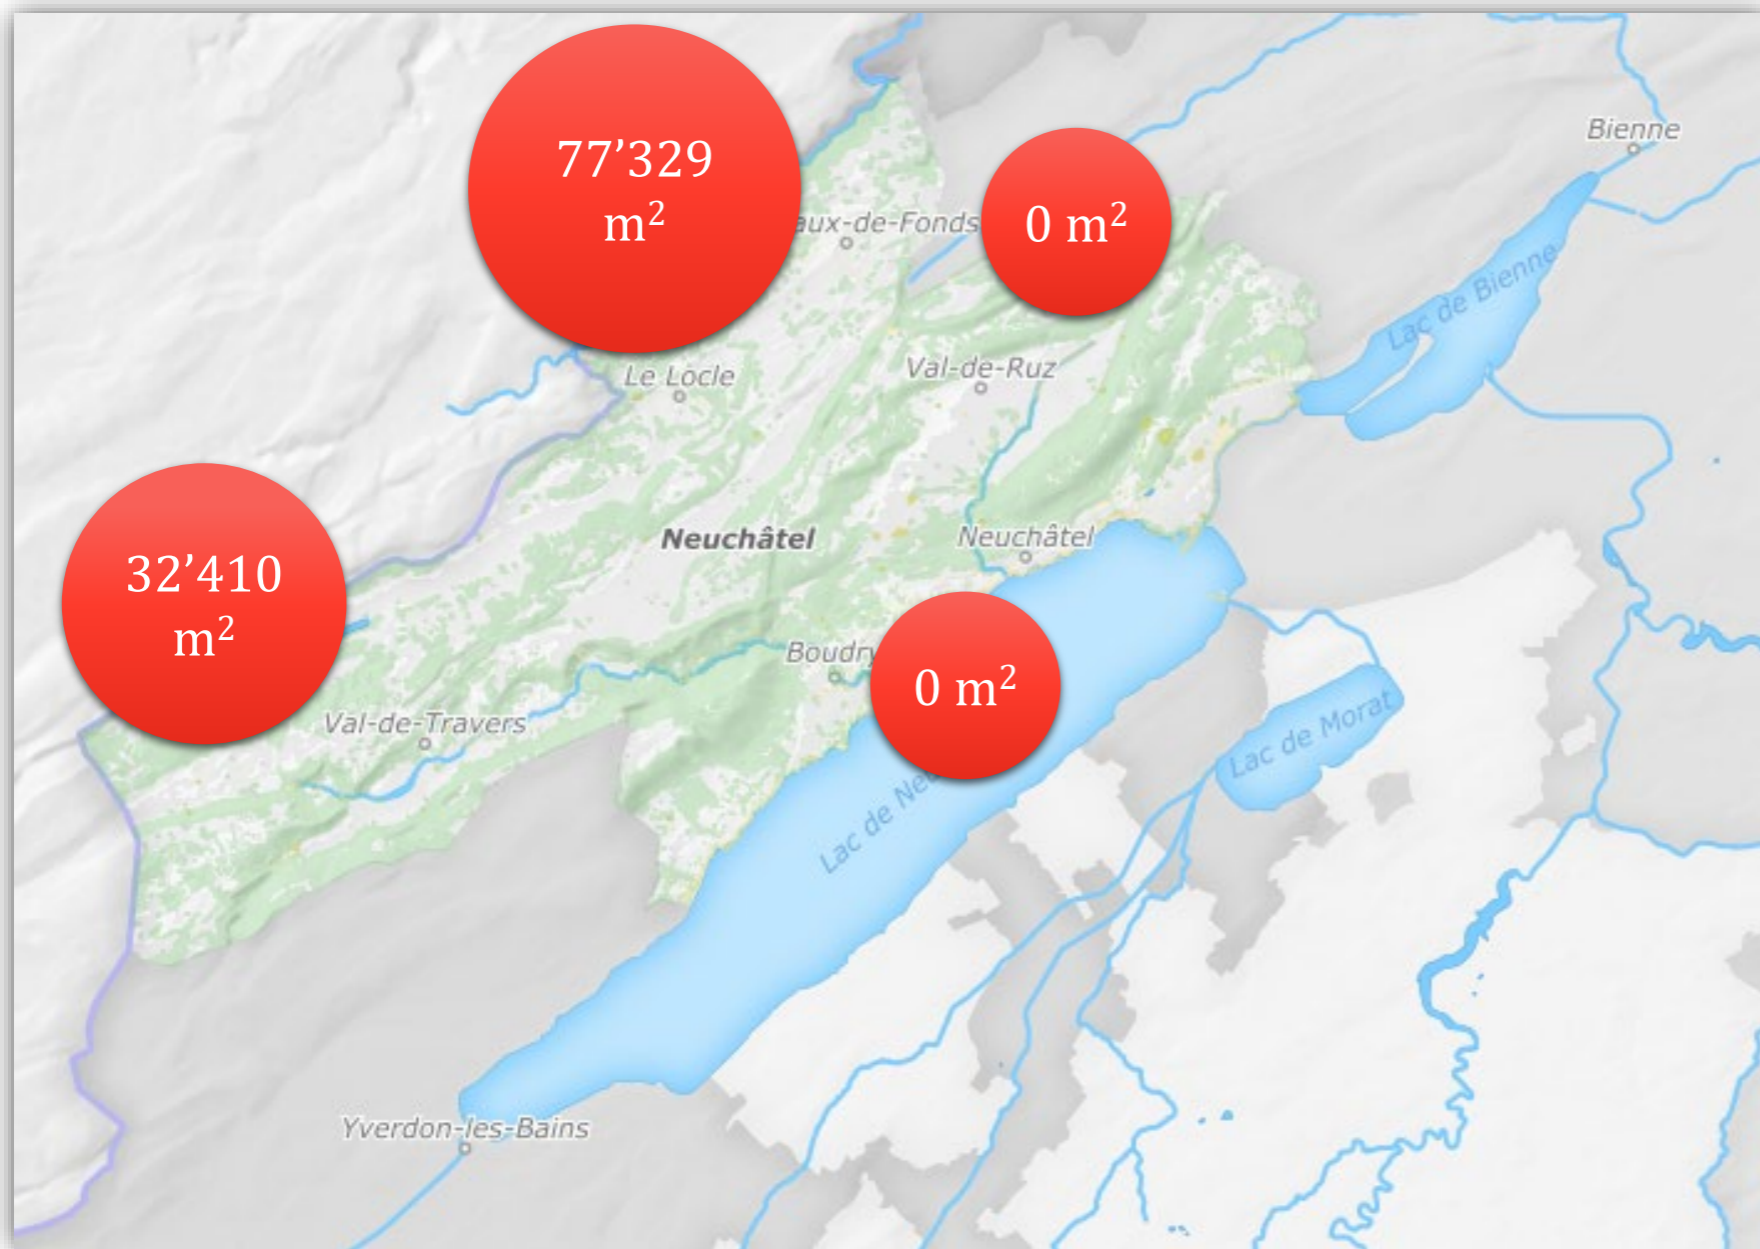 Bienne
77’329
m²
aux-de-Fonds
0 m²
Lac de Bienne
Le Locle
Val-de-Ruz
Neuchâtel
Neuchâtel
32’410
m²
Boudry
0 m²
Val-de-Travers
Lac de Morat
Lac de Neu
Yverdon-les-Bains